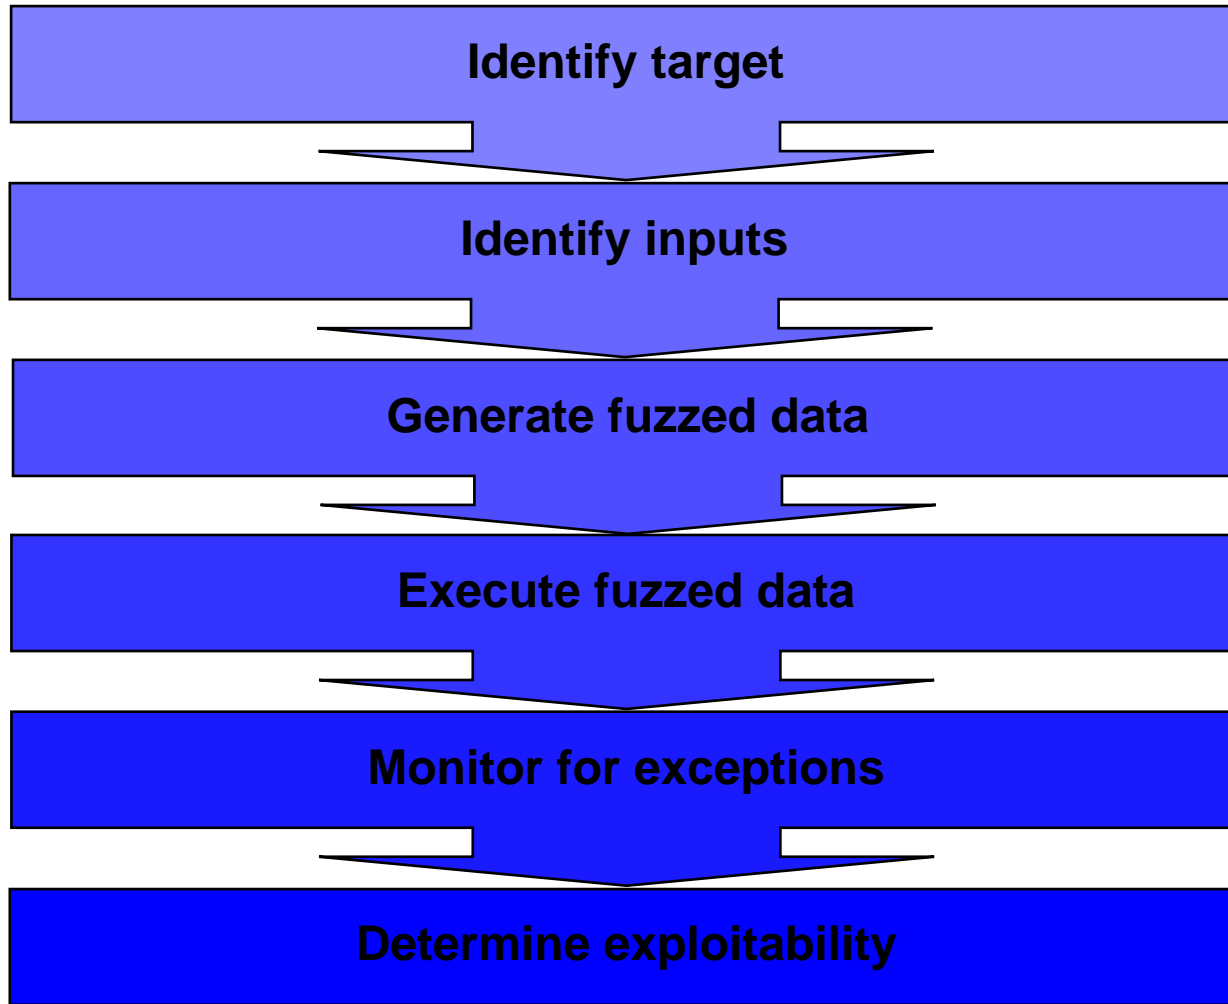 Identify target
Identify inputs
Generate fuzzed data
Execute fuzzed data
Monitor for exceptions
Determine exploitability